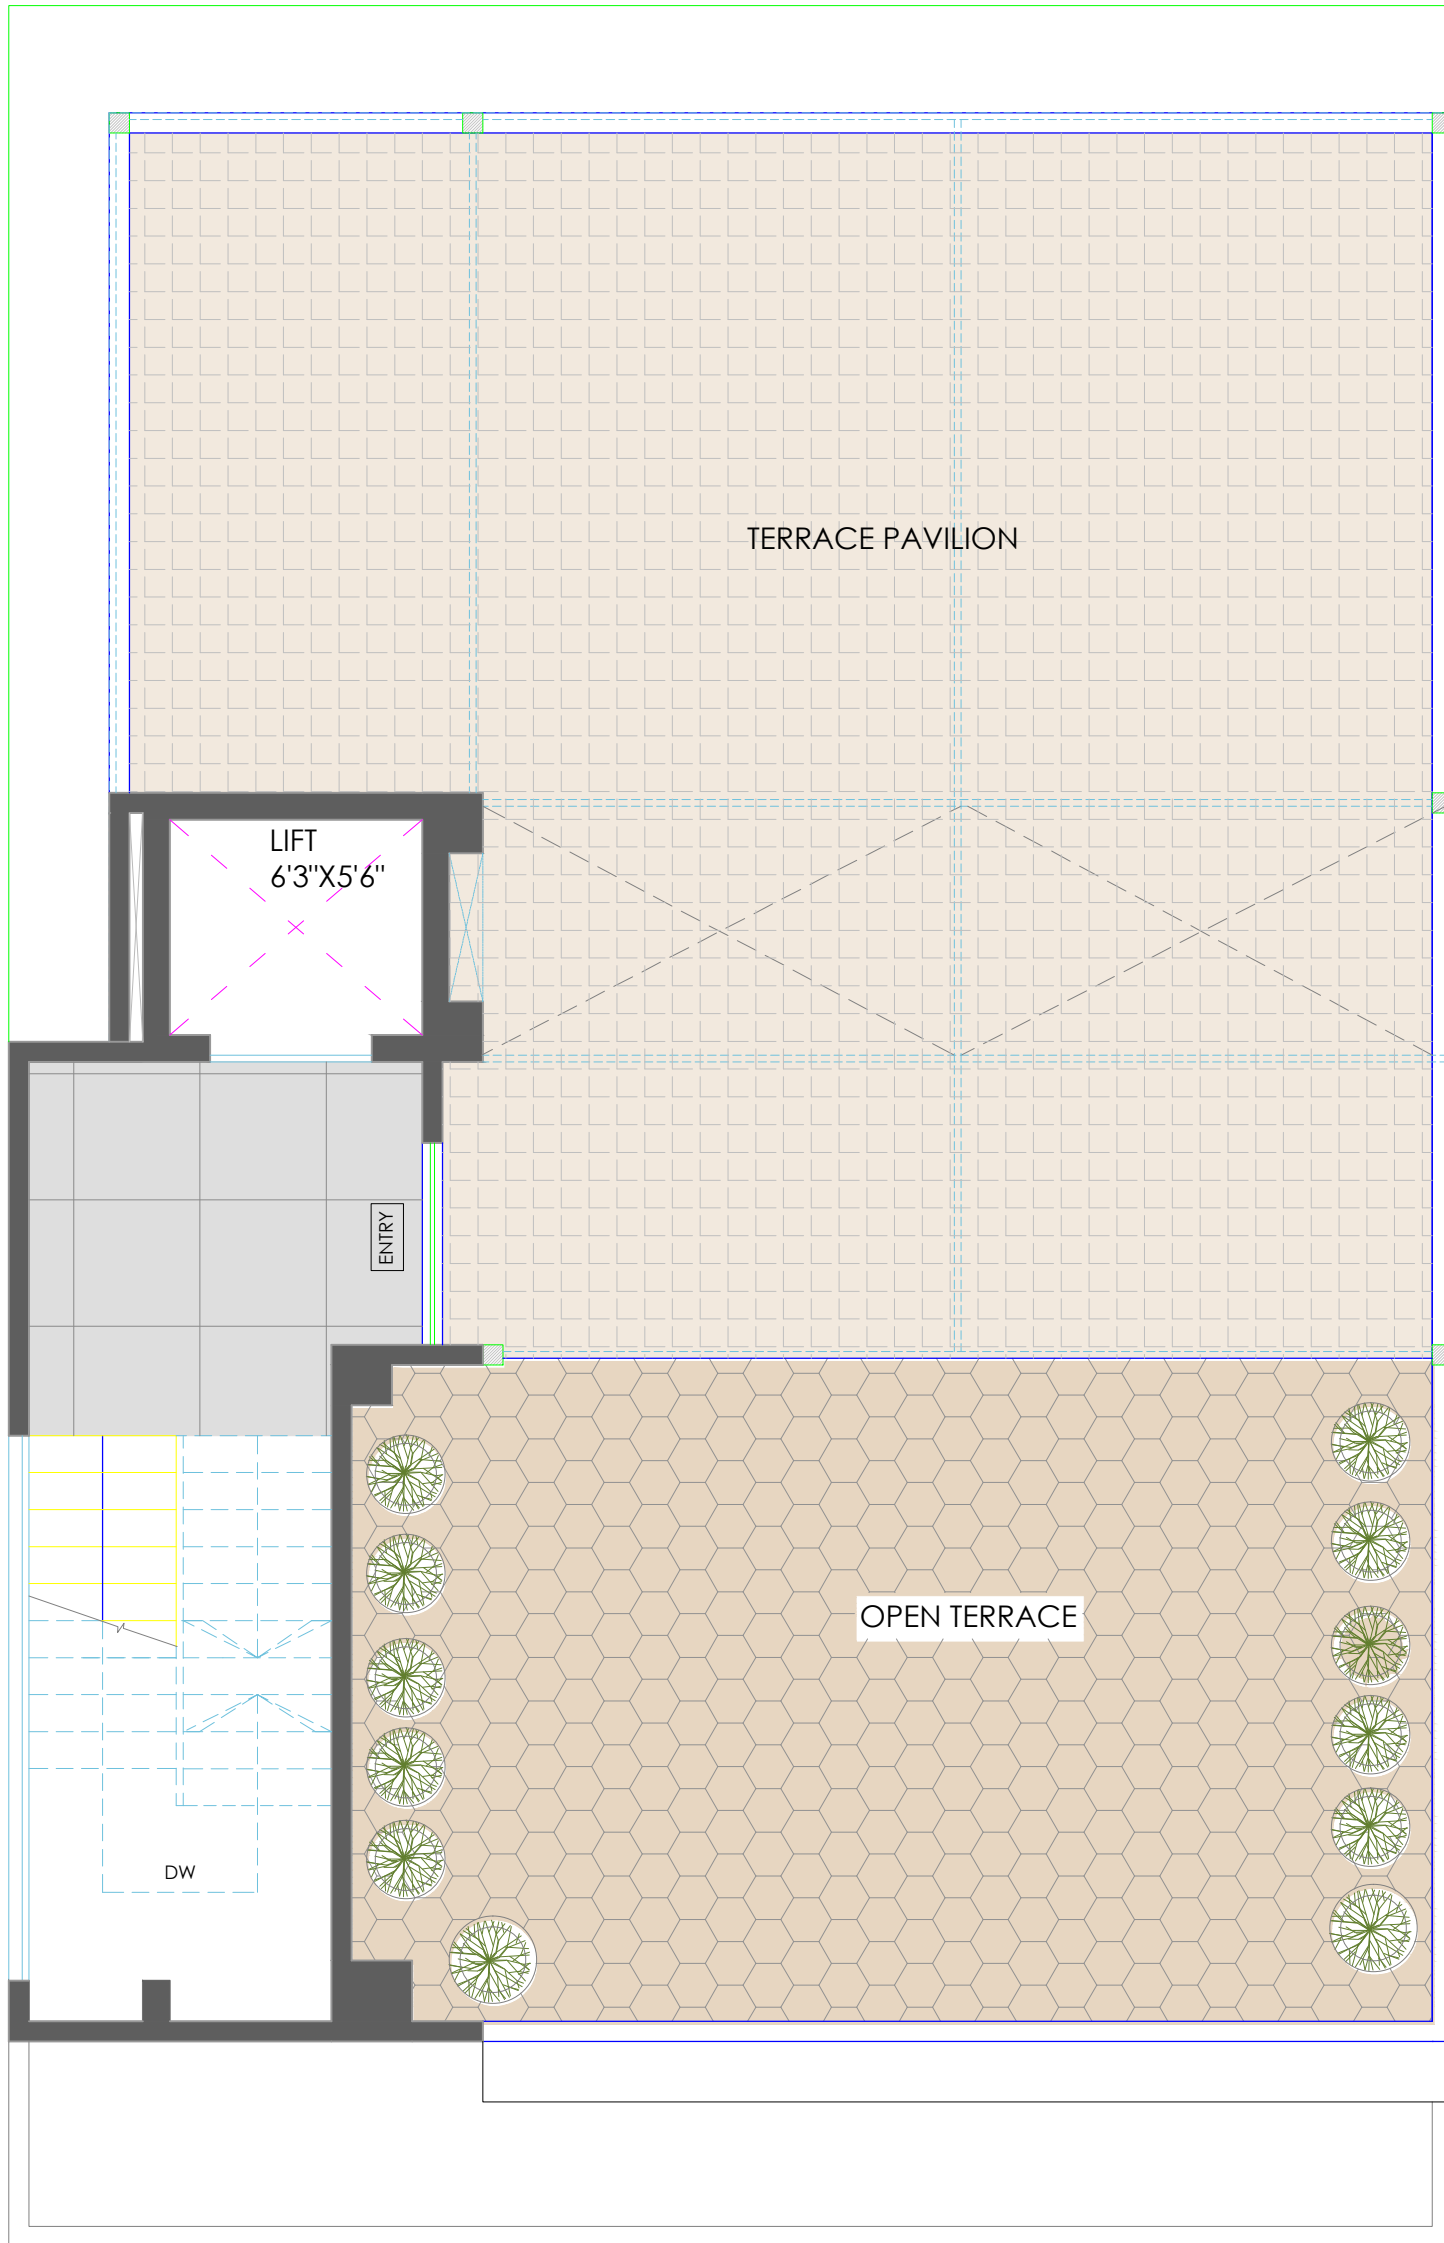 TERRACE PAVILION
LIFT
6'3"X5'6"
ENTRY
OPEN TERRACE
DW